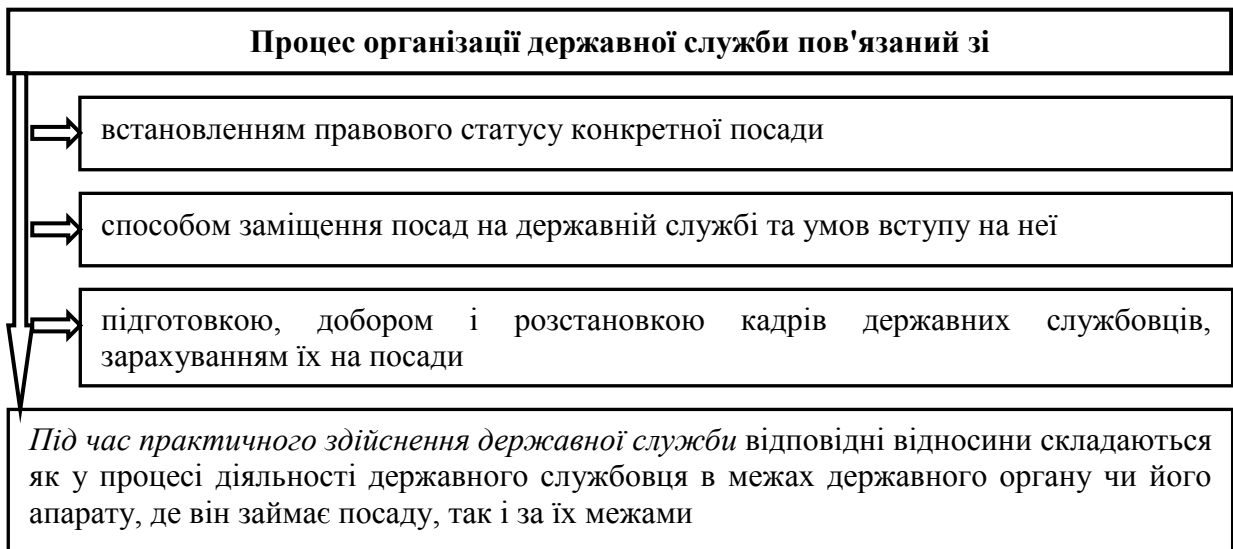 Процес організації державної служби пов'язаний зі
встановленням правового статусу конкретної посади
способом заміщення посад на державній службі та умов вступу на неї
підготовкою, добором і розстановкою кадрів державних службовців,
зарахуванням їх на посади
Під час практичного здійснення державної служби відповідні відносини складаються
як у процесі діяльності державного службовця в межах державного органу чи його
апарату, де він займає посаду, так і за їх межами